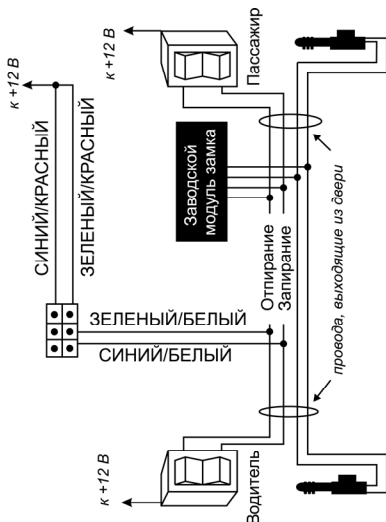 к +12 В
СИНИЙ/КРАСНЫЙ
ЗЕЛЕНЫЙ/КРАСНЫЙ
ЗЕЛЕНЫЙ/БЕЛЫЙ
СИНИЙ/БЕЛЫЙ
к +12 В
Водитель
к +12 В
Пассажир
Заводской
модуль замка
Отпирание
Запирание
провода, выходящие из двери